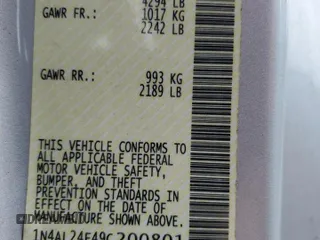 4294 LB
GAWR FR.: 1017 KG
2242 LB
GAWR RR.: 993 KG
2189 LB
THIS VEHICLE CONFORMS TO
ALL APPLICABLE FEDERAL
MOTOR VEHICLE SAFETY,
BUMPER, AND THEFT
PREVENTION STANDARDS IN
EFFECT ON THE DATE OF
MANUFACTURE SHOWN ABOVE.